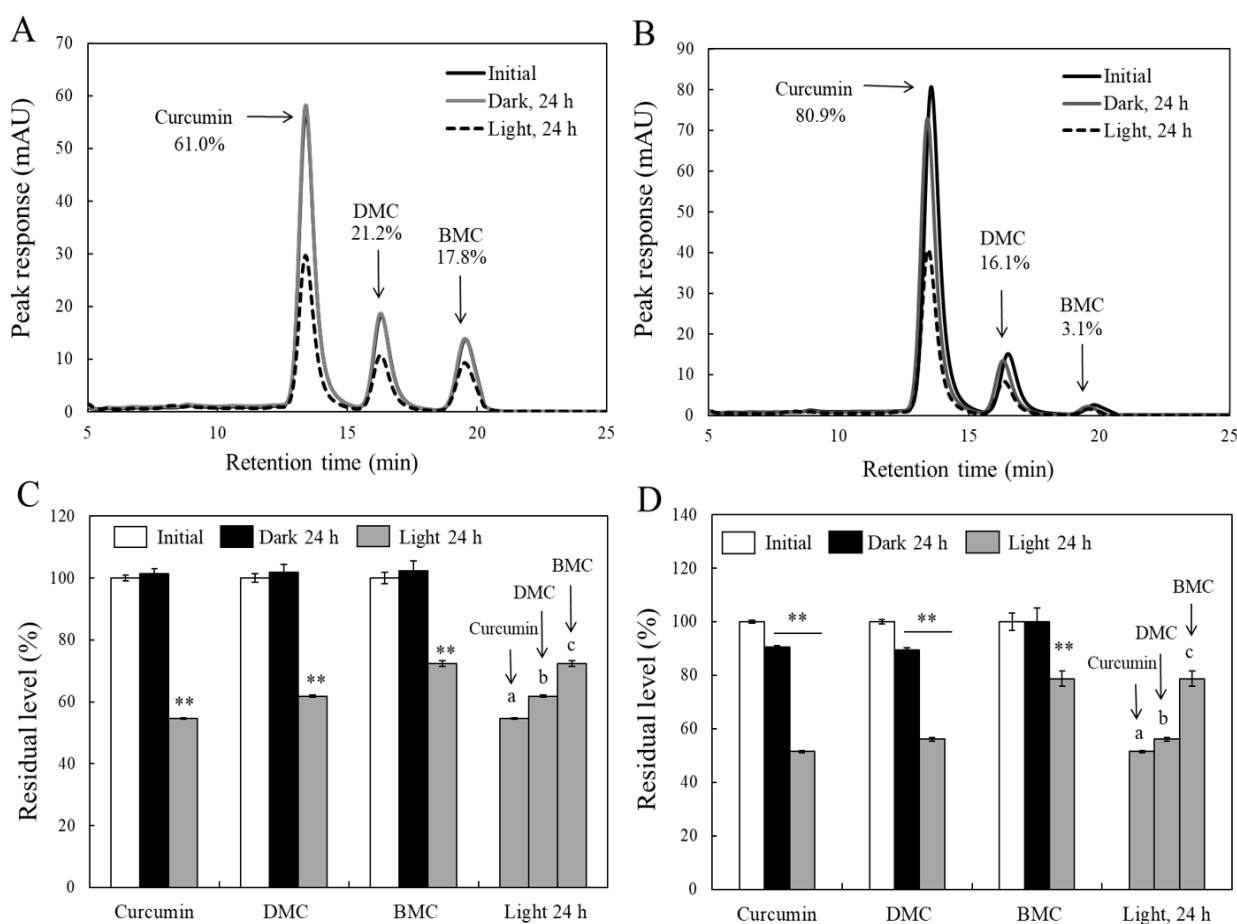 A
70
60
50
40
30
20
10
0
Peak response (mAU)
5
10
15
20
25
Retention time (min)
Initial
Dark, 24 h
Light, 24 h
Curcumin
61.0%
DMC
21.2%
BMC
17.8%
B
90
80
70
60
50
40
30
20
10
0
Peak response (mAU)
5
10
15
20
25
Retention time (min)
Initial
Dark, 24 h
Light, 24 h
Curcumin
80.9%
DMC
16.1%
BMC
3.1%
C
120
100
80
60
40
20
0
Residual level (%)
Initial
Dark 24 h
Light 24 h
**
**
**
Curcumin
DMC
BMC
a
b
c
Curcumin
DMC
BMC
Light 24 h
D
140
120
100
80
60
40
20
0
Residual level (%)
Initial
Dark 24 h
Light 24 h
**
**
**
Curcumin
DMC
BMC
a
b
c
Curcumin
DMC
BMC
Light, 24 h